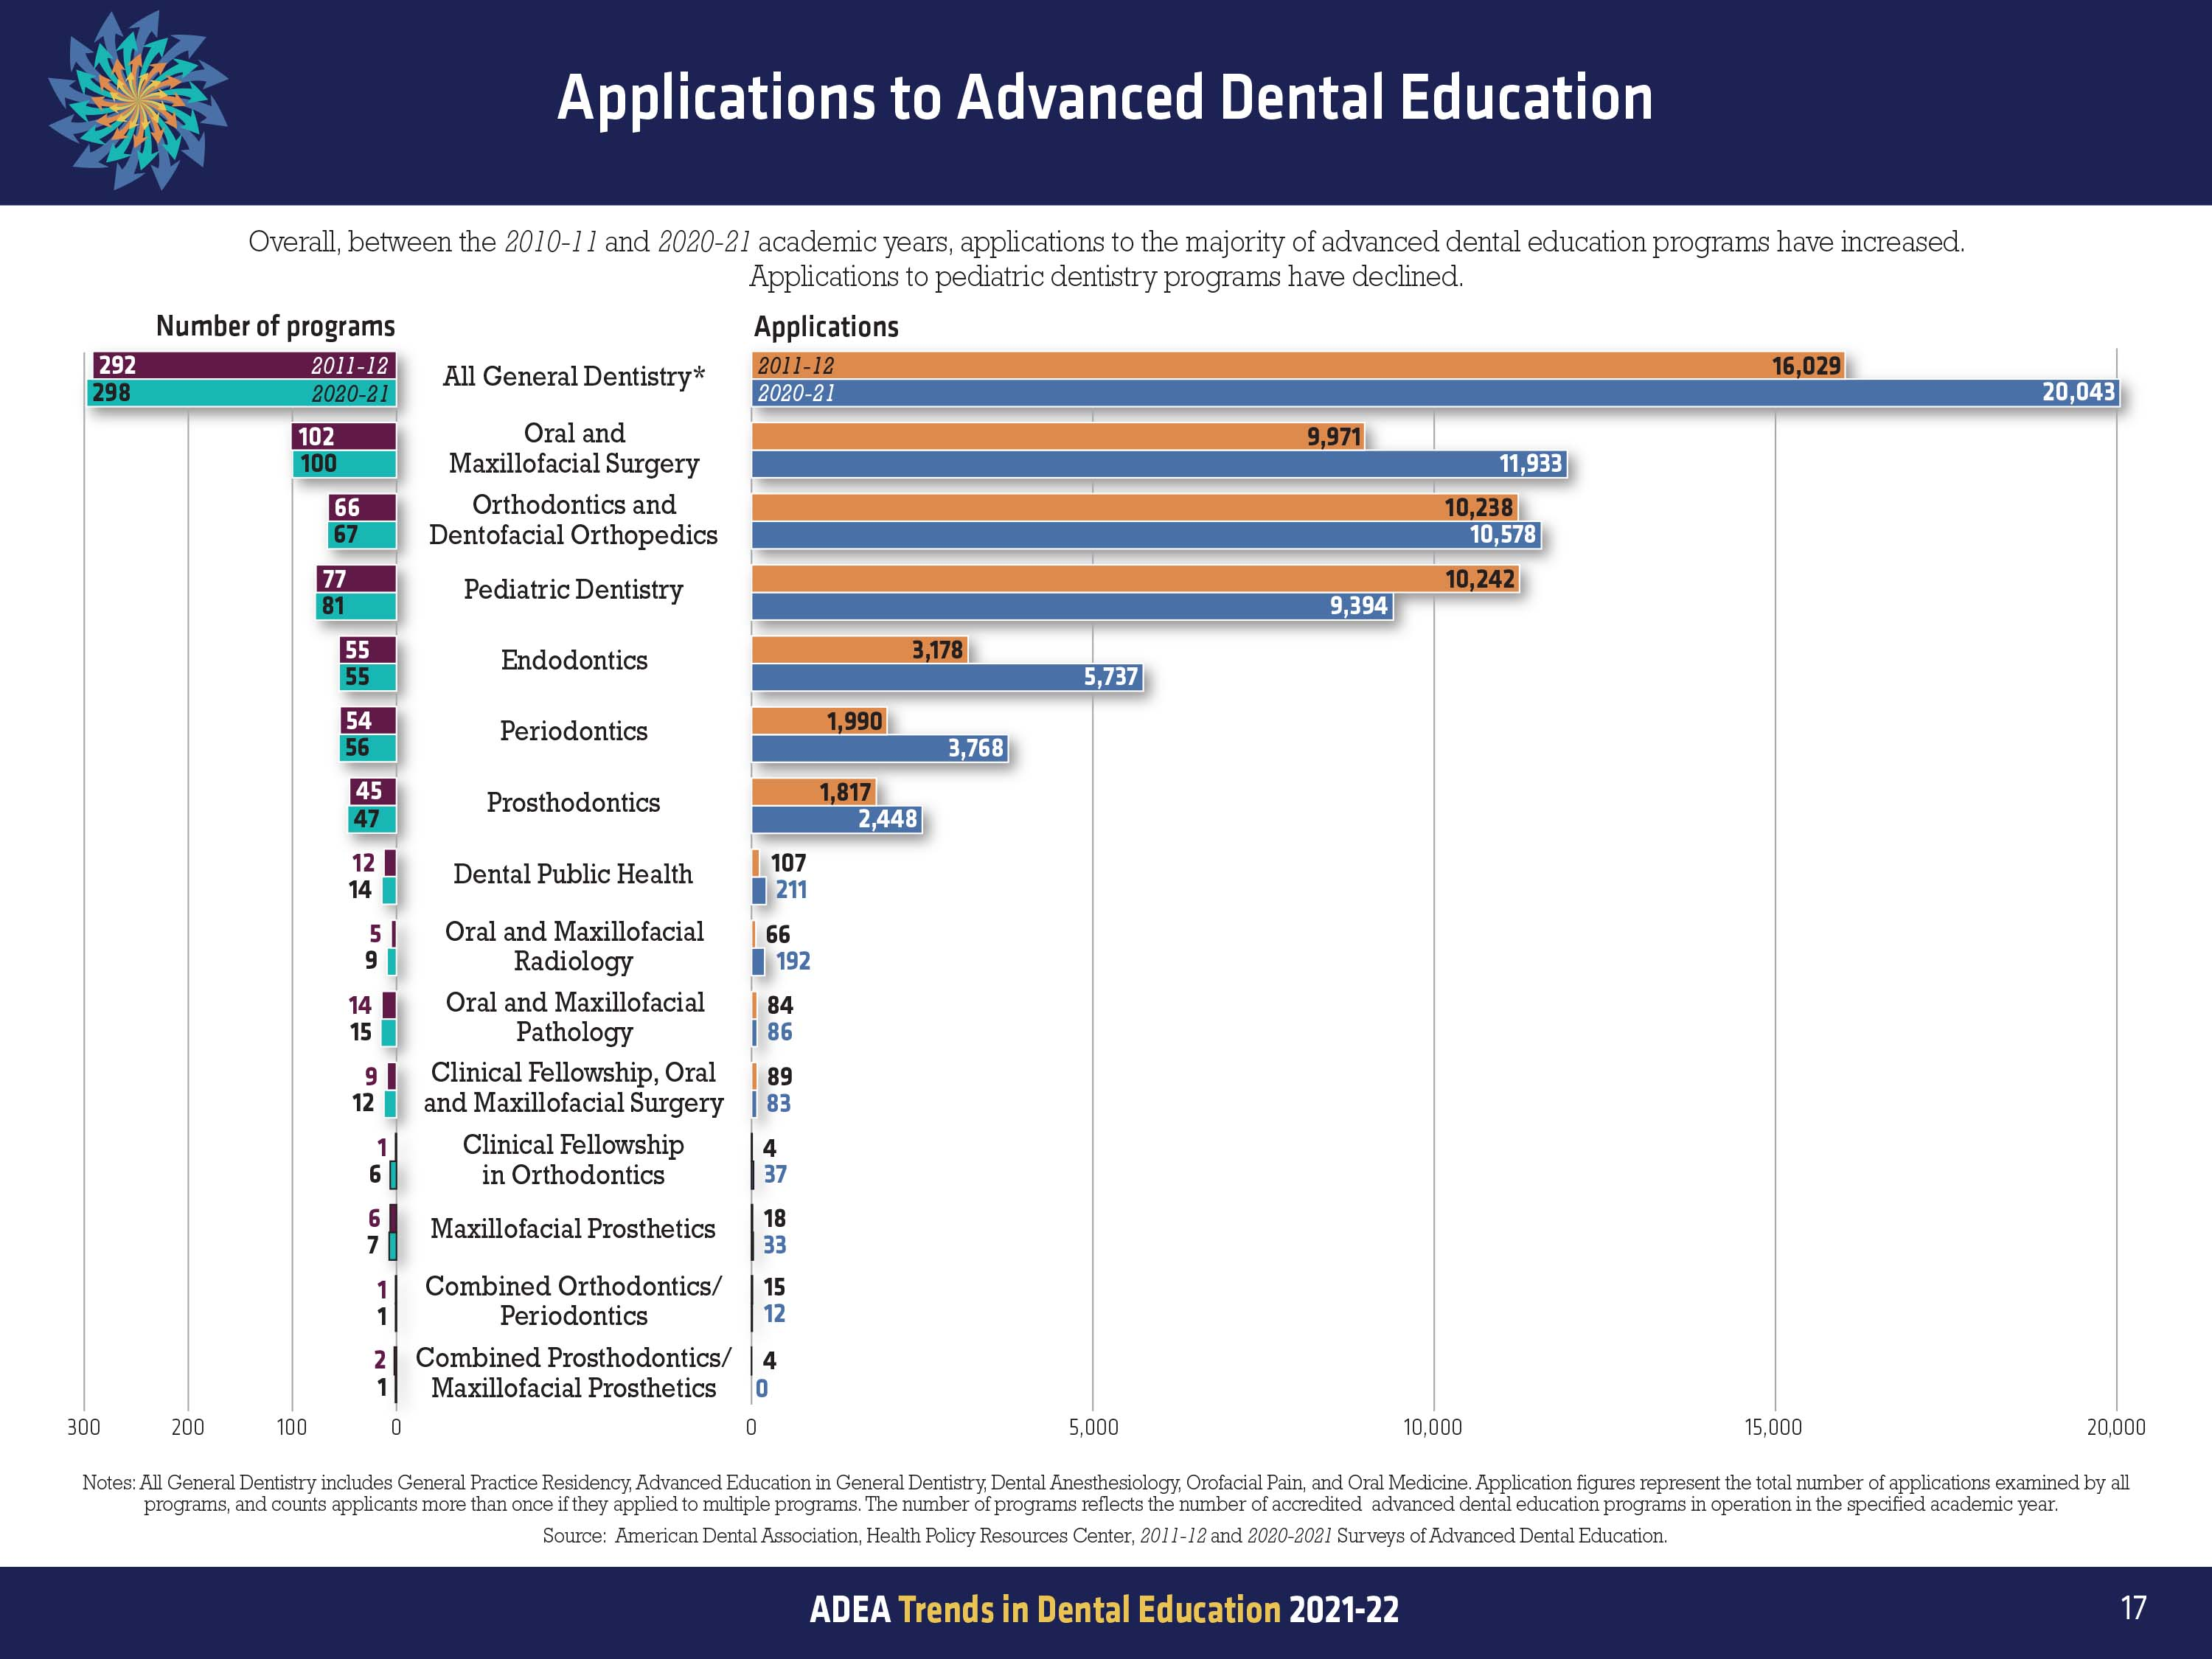 Applications to Advanced Dental Education
Overall, between the 2010-11 and 2020-21 academic years, applications to the majority of advanced dental education programs have increased.
Applications to pediatric dentistry programs have declined.
Number of programs
Applications
292 2011-12
298 2020-21
All General Dentistry*
2011-12 16,029
2020-21 20,043
102
100
Oral and
Maxillofacial Surgery
9,971
11,933
66
67
Orthodontics and
Dentofacial Orthopedics
10,238
10,578
77
81
Pediatric Dentistry
10,242
9,394
55
55
Endodontics
3,178
5,737
54
56
Periodontics
1,990
3,768
45
47
Prosthodontics
1,817
2,448
12
14
Dental Public Health
107
211
5
9
Oral and Maxillofacial
Radiology
66
192
14
15
Oral and Maxillofacial
Pathology
84
86
9
12
Clinical Fellowship, Oral
and Maxillofacial Surgery
89
83
1
6
Clinical Fellowship
in Orthodontics
4
37
6
7
Maxillofacial Prosthetics
18
33
1
1
Combined Orthodontics/
Periodontics
15
12
2
1
Combined Prosthodontics/
Maxillofacial Prosthetics
4
0
300 200 100 0
0 5,000 10,000 15,000 20,000
Notes: All General Dentistry includes General Practice Residency, Advanced Education in General Dentistry, Dental Anesthesiology, Orofacial Pain, and Oral Medicine. Application figures represent the total number of applications examined by all
programs, and counts applicants more than once if they applied to multiple programs. The number of programs reflects the number of accredited advanced dental education programs in operation in the specified academic year.
Source: American Dental Association, Health Policy Resources Center, 2011-12 and 2020-2021 Surveys of Advanced Dental Education.
ADEA Trends in Dental Education 2021-22
17